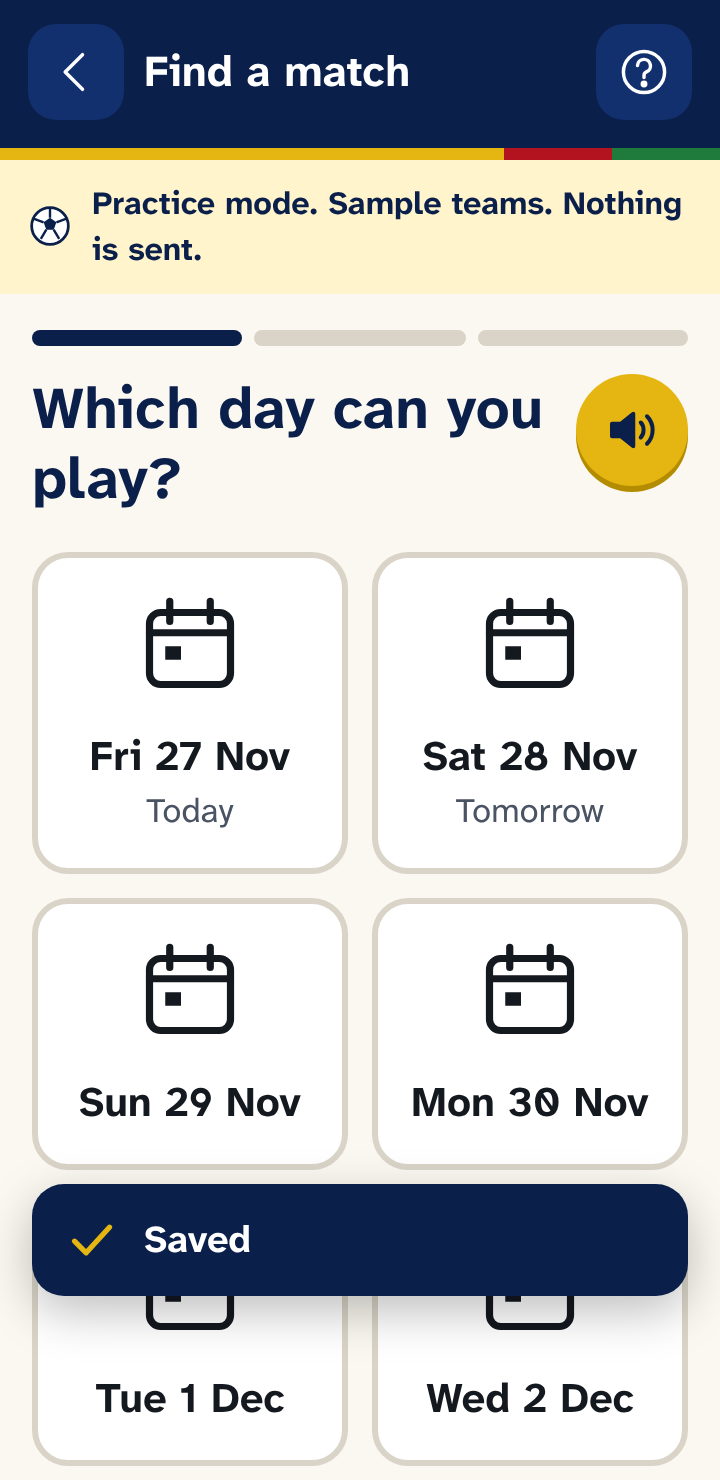 Find a match
Practice mode. Sample teams. Nothing
is sent.
Which day can you
play?
Fri 27 Nov
Today
Sat 28 Nov
Tomorrow
Sun 29 Nov
Mon 30 Nov
Saved
Tue 1 Dec
Wed 2 Dec